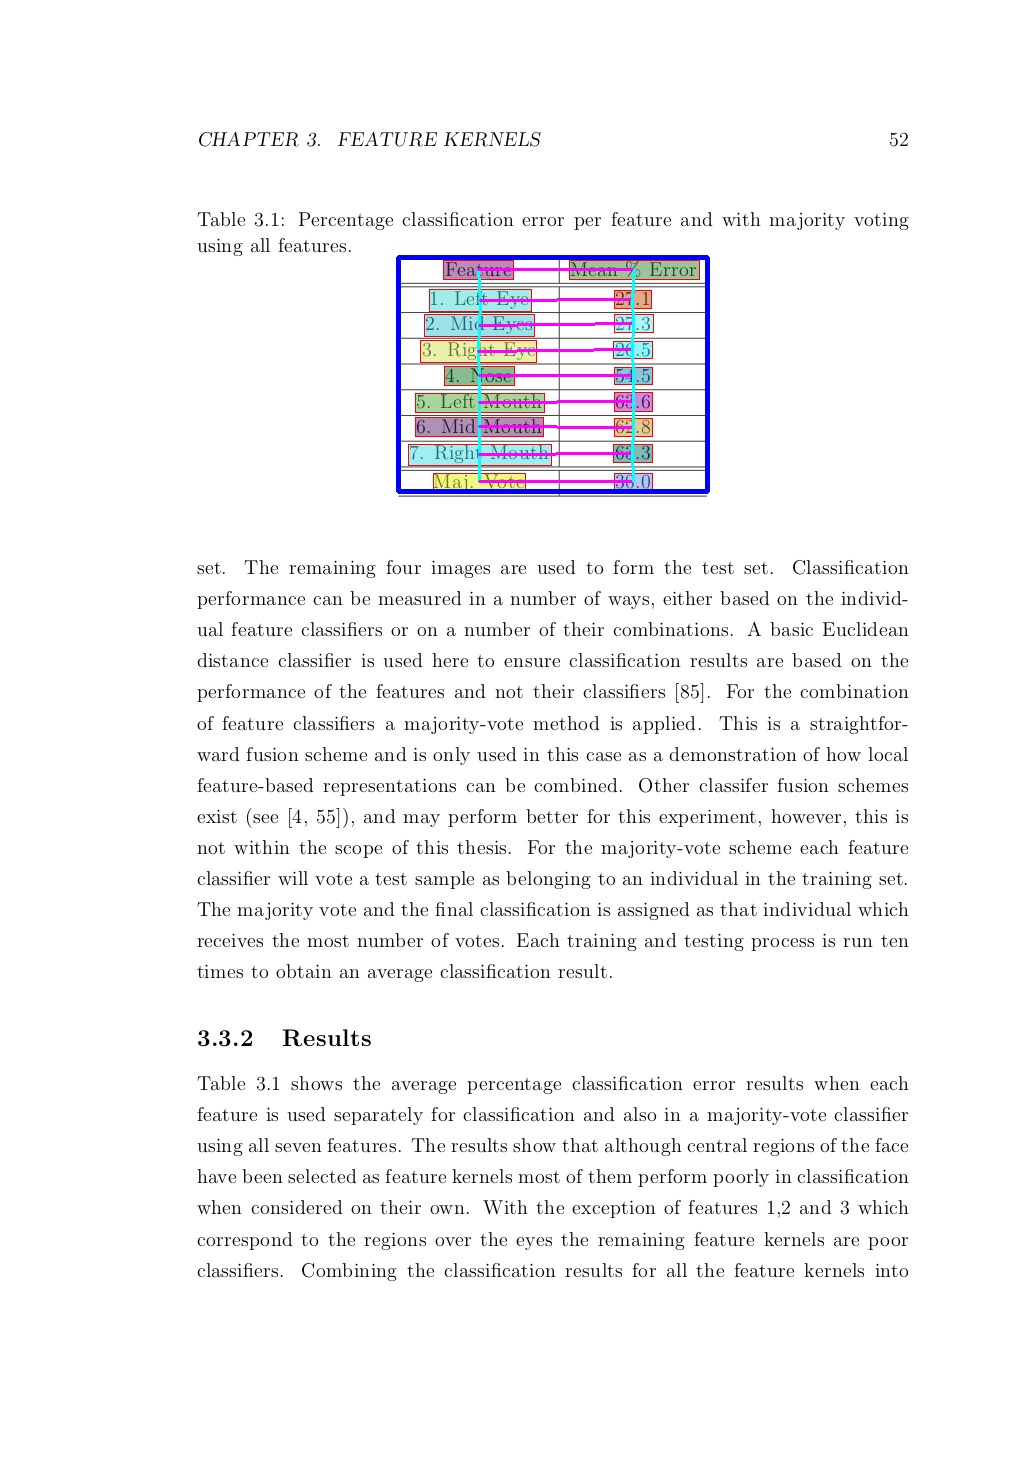 CHAPTER 3. FEATURE KERNELS 52
Table 3.1: Percentage classification error per feature and with majority voting
using all features.
Feature Mean % Error
1. Left Eye 27.1
2. Mid Eyes 27.3
3. Right Eye 26.5
4. Nose 54.5
5. Left Mouth 63.6
6. Mid Mouth 62.8
7. Right Mouth
Maj. Vote 36.0
set. The remaining four images are used to form the test set. Classification
performance can be measured in a number of ways, either based on the individ-
ual feature classifiers or on a number of their combinations. A basic Euclidean
distance classifier is used here to ensure classification results are based on the
performance of the features and not their classifiers [85]. For the combination
of feature classifiers a majority-vote method is applied. This is a straightfor-
ward fusion scheme and is only used in this case as a demonstration of how local
feature-based representations can be combined. Other classifer fusion schemes
exist (see [4, 55]), and may perform better for this experiment, however, this is
not within the scope of this thesis. For the majority-vote scheme each feature
classifier will vote a test sample as belonging to an individual in the training set.
The majority vote and the final classification is assigned as that individual which
receives the most number of votes. Each training and testing process is run ten
times to obtain an average classification result.
3.3.2 Results
Table 3.1 shows the average percentage classification error results when each
feature is used separately for classification and also in a majority-vote classifier
using all seven features. The results show that although central regions of the face
have been selected as feature kernels most of them perform poorly in classification
when considered on their own. With the exception of features 1,2 and 3 which
correspond to the regions over the eyes the remaining feature kernels are poor
classifiers. Combining the classification results for all the feature kernels into